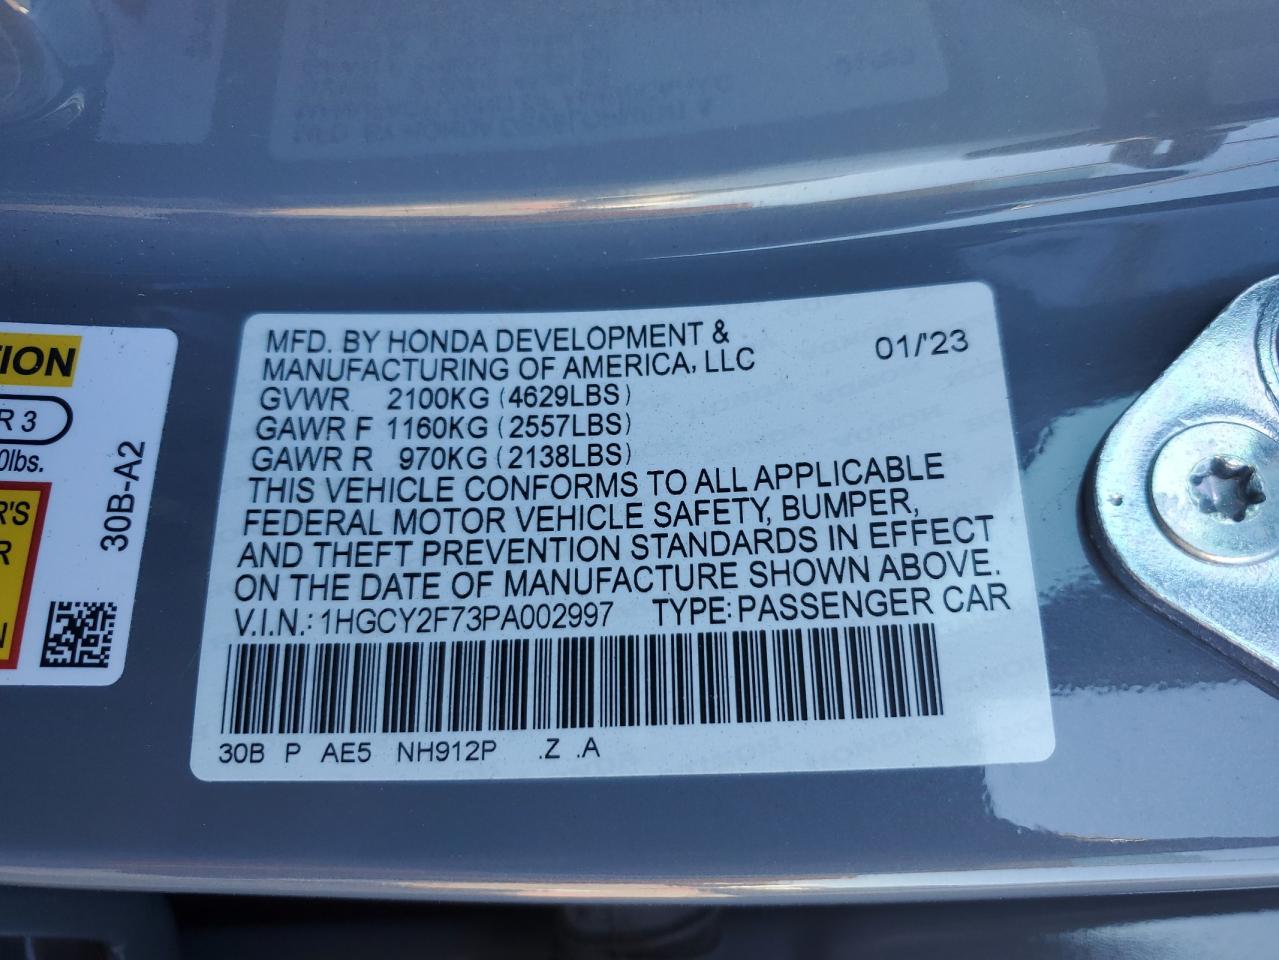 MFD. BY HONDA DEVELOPMENT &
MANUFACTURING OF AMERICA, LLC
01/'23
GVWR 2100KG (4629LBS)
GAWR F 1160KG (2557LBS)
GAWR R 970KG (2138LBS)
THIS VEHICLE CONFORMS TO ALL APPLICABLE
FEDERAL MOTOR VEHICLE SAFETY, BUMPER,
AND THEFT PREVENTION STANDARDS IN EFFECT
ON THE DATE OF MANUFACTURE SHOWN ABOVE.
V.I.N.: 1HGCY2F73PA002997 TYPE: PASSENGER CAR
30B P AE5 NH912P .Z .A
TION
R 3
0lbs.
R'S
R
N
30B-A2